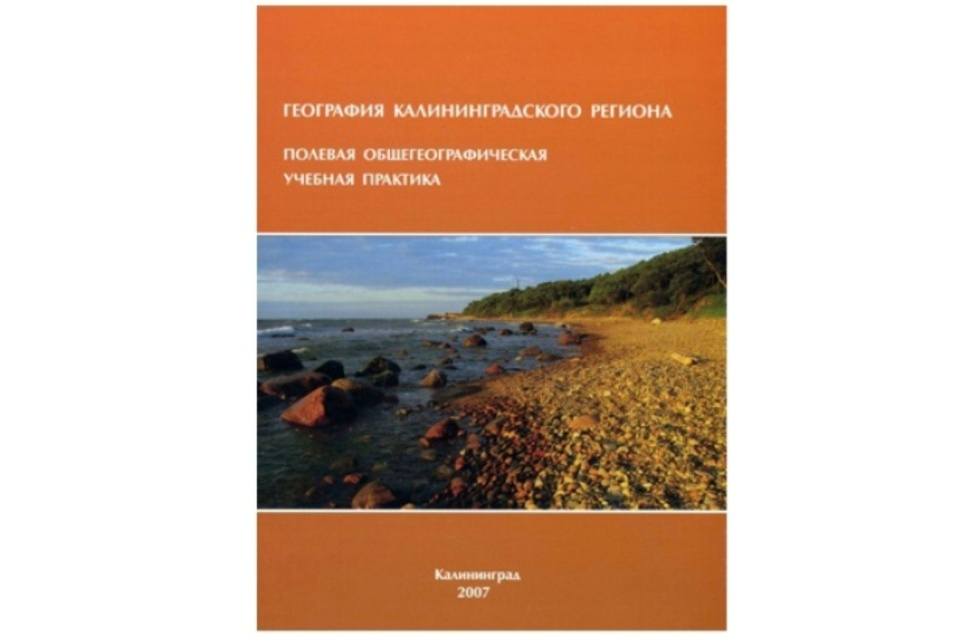 ГЕОГРАФИЯ КАЛИНИНГРАДСКОГО РЕГИОНА
ПОЛЕВАЯ ОБЩЕГЕОГРАФИЧЕСКАЯ
УЧЕБНАЯ ПРАКТИКА
Калининград
2007